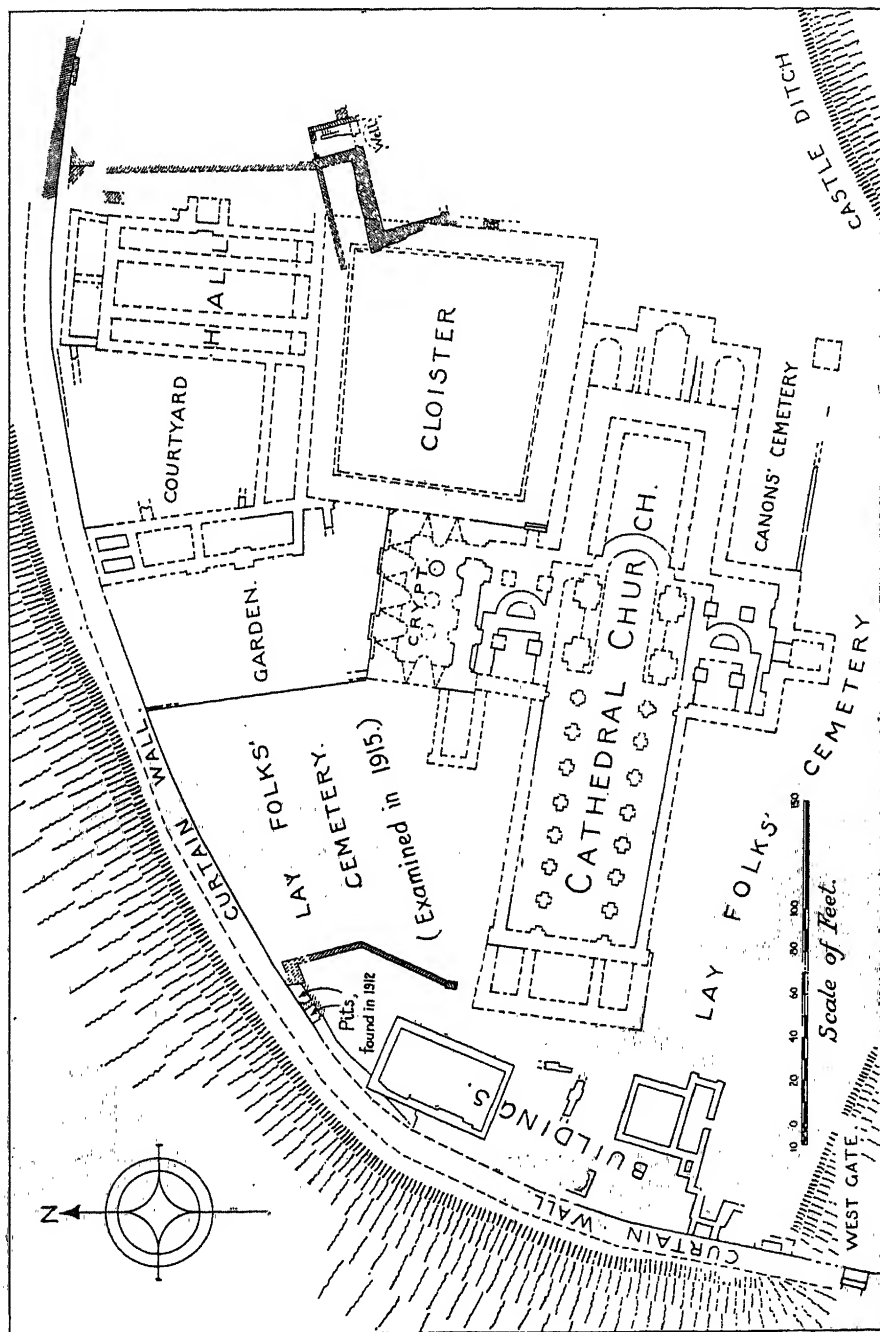 CASTLE DITCH
Well.
HALL
COURTYARD
CLOISTER
GARDEN.
CRYPT.
CANONS' CEMETERY
CATHEDRAL CHURCH.
CURTAIN WALL.
LAY FOLKS'
CEMETERY.
(Examined in 1915.)
Pits,
found in 1912
LAY FOLKS' CEMETERY
BUILDINGS.
CURTAIN WALL
WEST GATE
10 0 20 40 60 80 100 150
Scale of Feet.
N